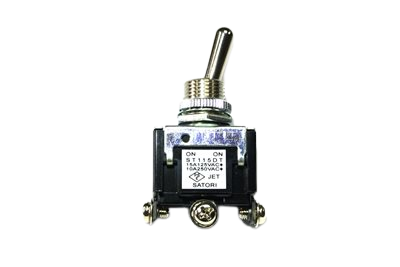 ON ON
ST115DT
15A125VAC
10A250VAC
JET
SATORI